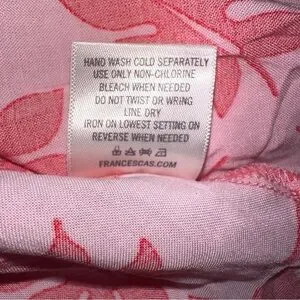 HAND WASH COLD SEPARATELY
USE ONLY NON-CHLORINE
BLEACH WHEN NEEDED
DO NOT TWIST OR WRING
LINE DRY
IRON ON LOWEST SETTING ON
REVERSE WHEN NEEDED
FRANCESCAS.COM